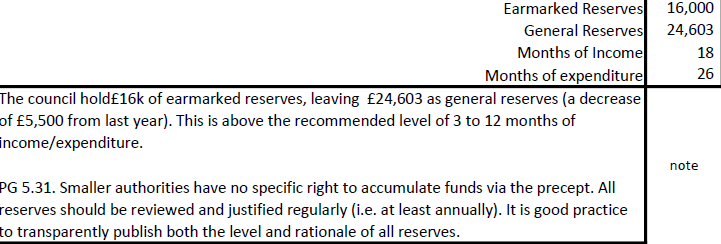 Earmarked Reserves 16,000
General Reserves 24,603
Months of Income 18
Months of expenditure 26
The council hold£16k of earmarked reserves, leaving £24,603 as general reserves (a decrease
of £5,500 from last year). This is above the recommended level of 3 to 12 months of
income/expenditure.
note
PG 5.31. Smaller authorities have no specific right to accumulate funds via the precept. All
reserves should be reviewed and justified regularly (i.e. at least annually). It is good practice
to transparently publish both the level and rationale of all reserves.